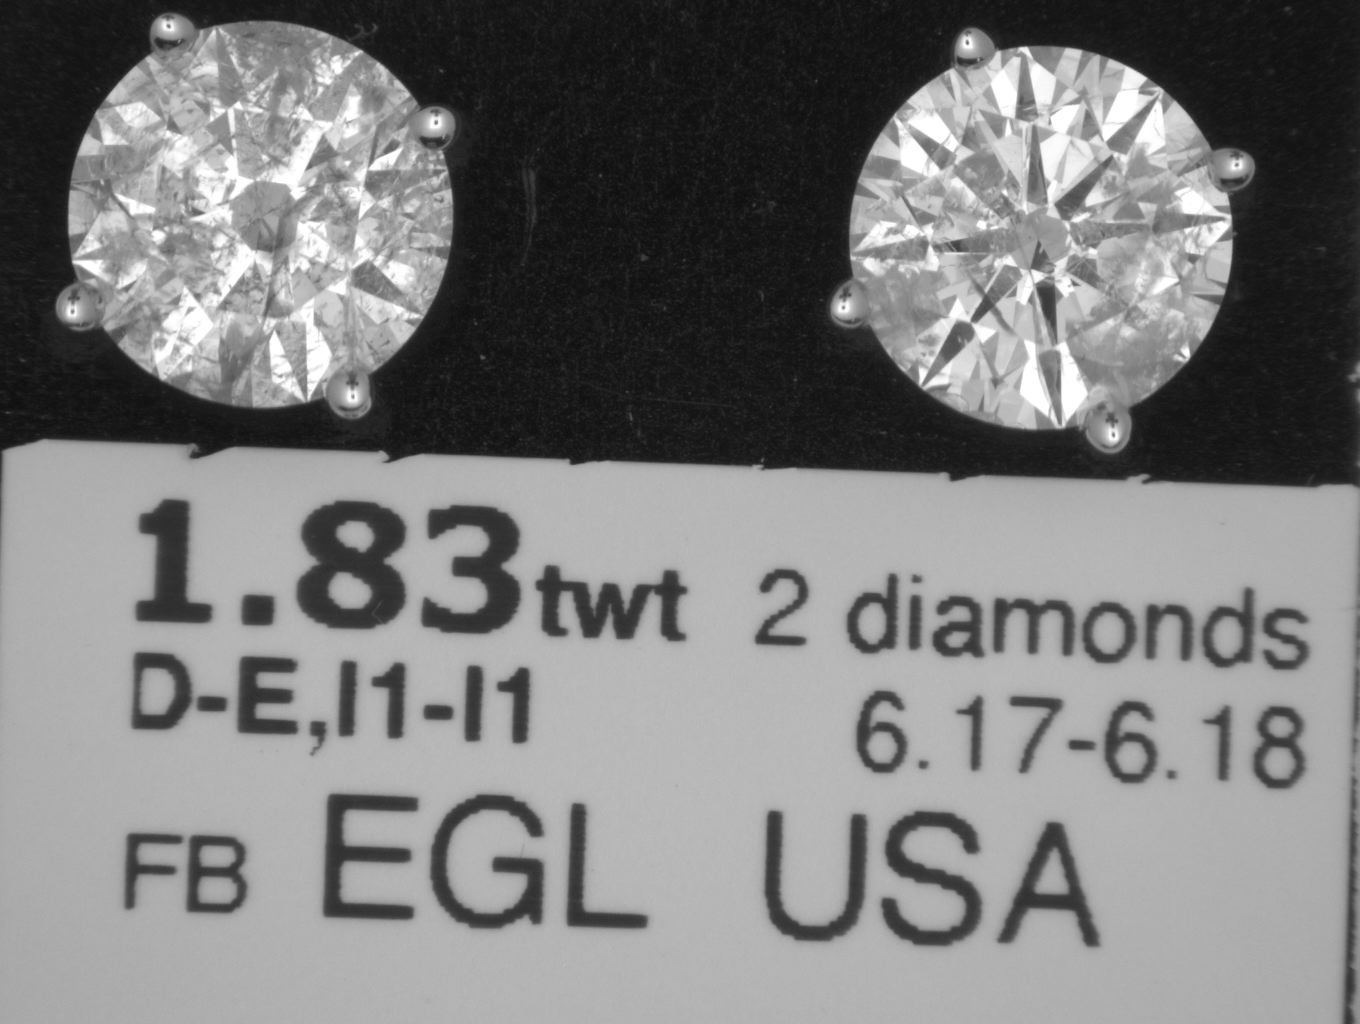 1.83twt 2 diamonds
D-E,I1-I1 6.17-6.18
FB EGL USA